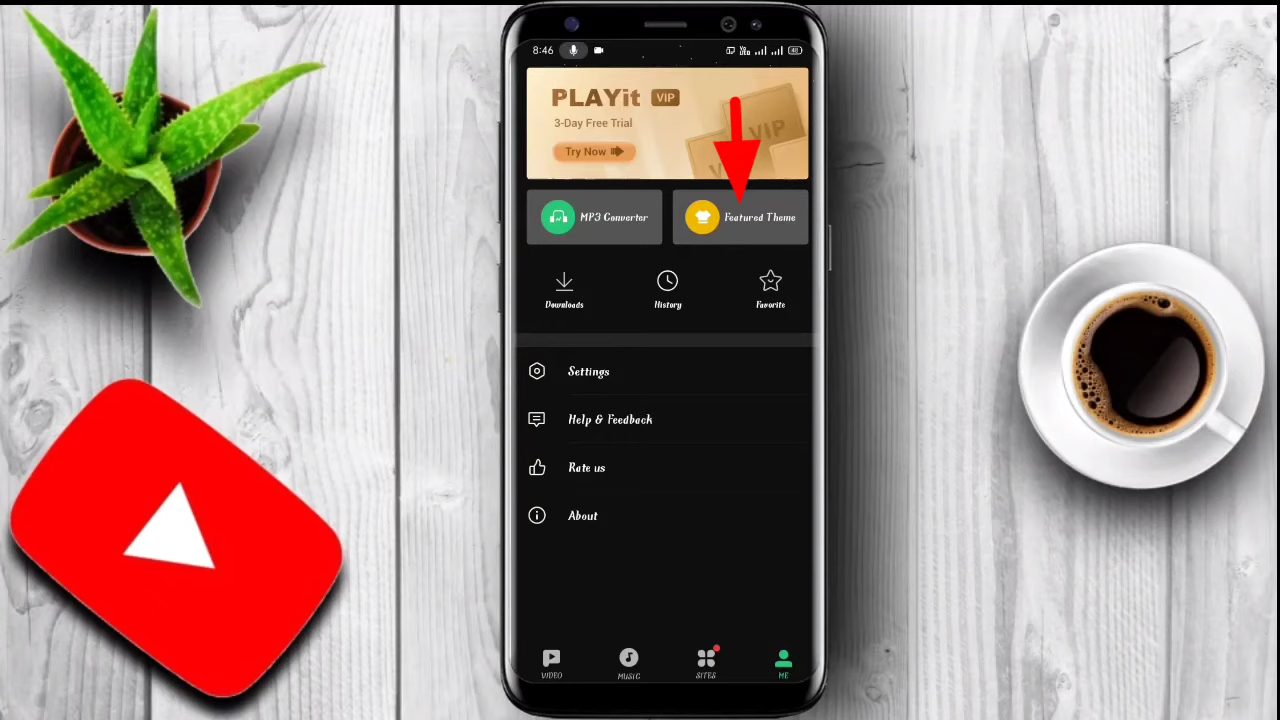 8:46
PLAYit VIP
3-Day Free Trial
Try Now
VIP
MP3 Converter
Featured Theme
Downloads
History
Favorite
Settings
Help & Feedback
Rate us
About
VIDEO
MUSIC
SITES
ME